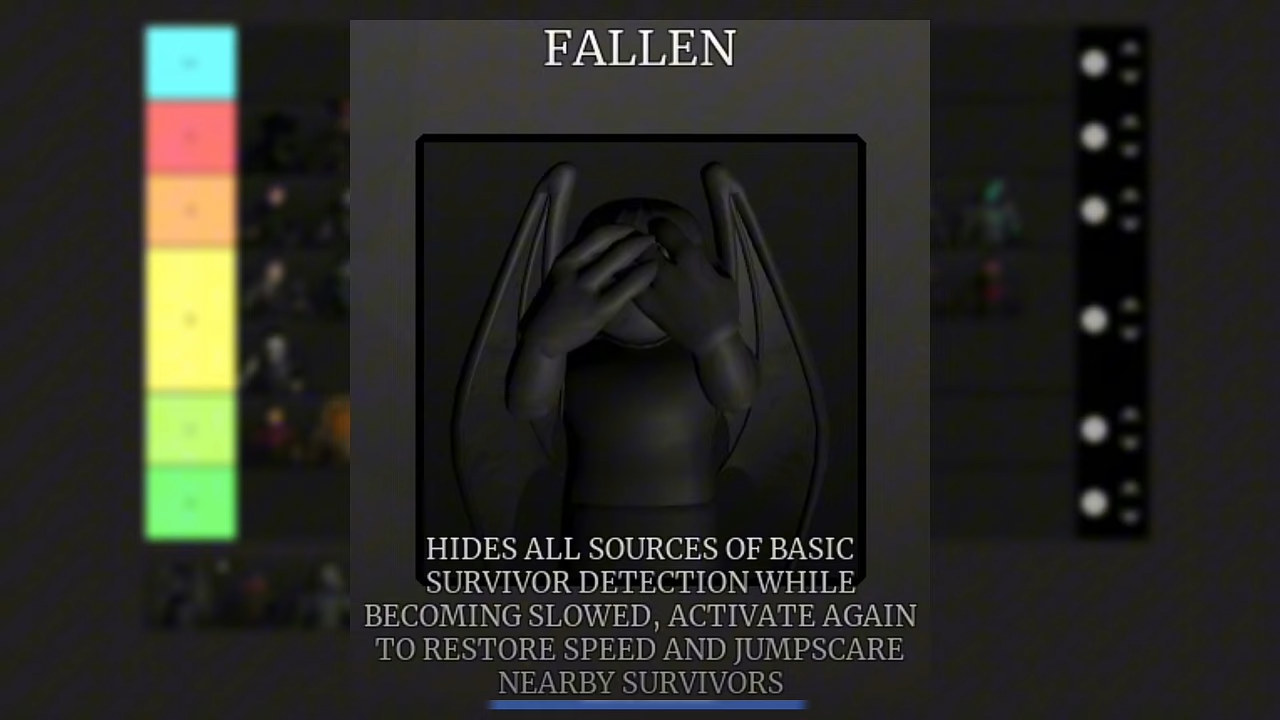 FALLEN
HIDES ALL SOURCES OF BASIC
SURVIVOR DETECTION WHILE
BECOMING SLOWED, ACTIVATE AGAIN
TO RESTORE SPEED AND JUMPSCARE
NEARBY SURVIVORS